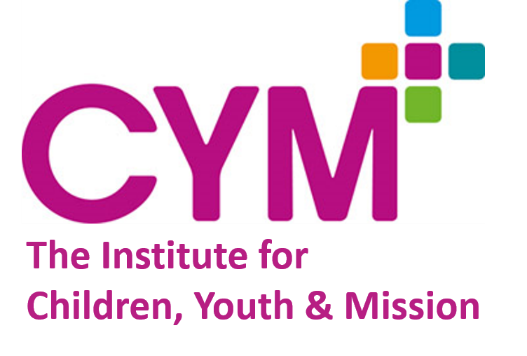 CYM
The Institute for
Children, Youth & Mission